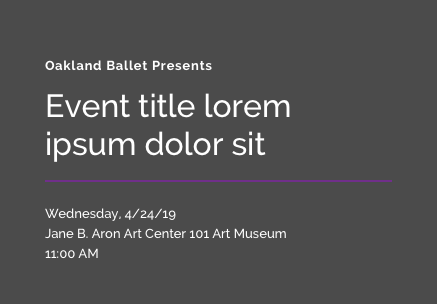 Oakland Ballet Presents
Event title lorem
ipsum dolor sit
Wednesday, 4/24/19
Jane B. Aron Art Center 101 Art Museum
11:00 AM